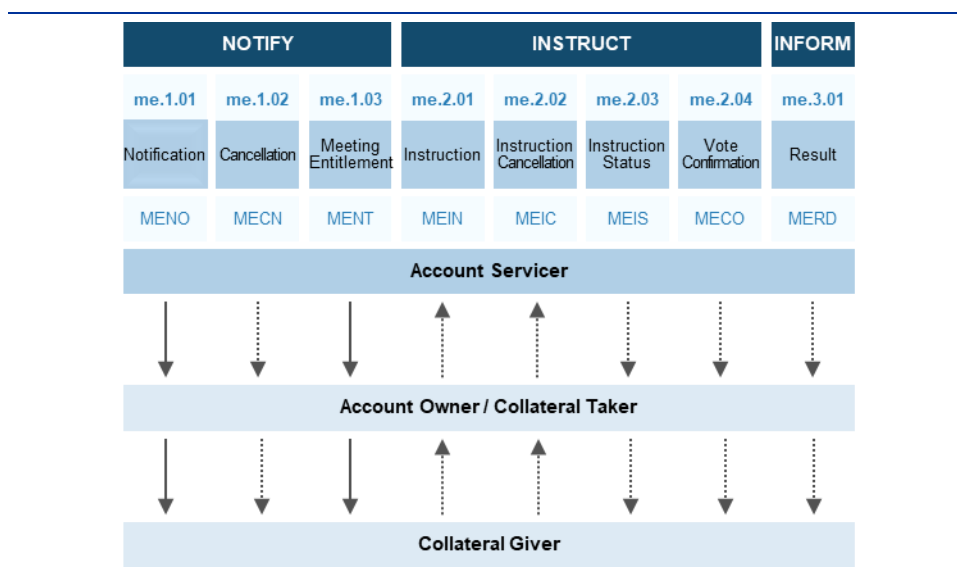 NOTIFY INSTRUCT INFORM
me.1.01 me.1.02 me.1.03 me.2.01 me.2.02 me.2.03 me.2.04 me.3.01
Notification Cancellation Meeting Entitlement Instruction Instruction Cancellation Instruction Status Vote Confirmation Result
MENO MECN MENT MEIN MEIC MEIS MECO MERD
Account Servicer
Account Owner / Collateral Taker
Collateral Giver